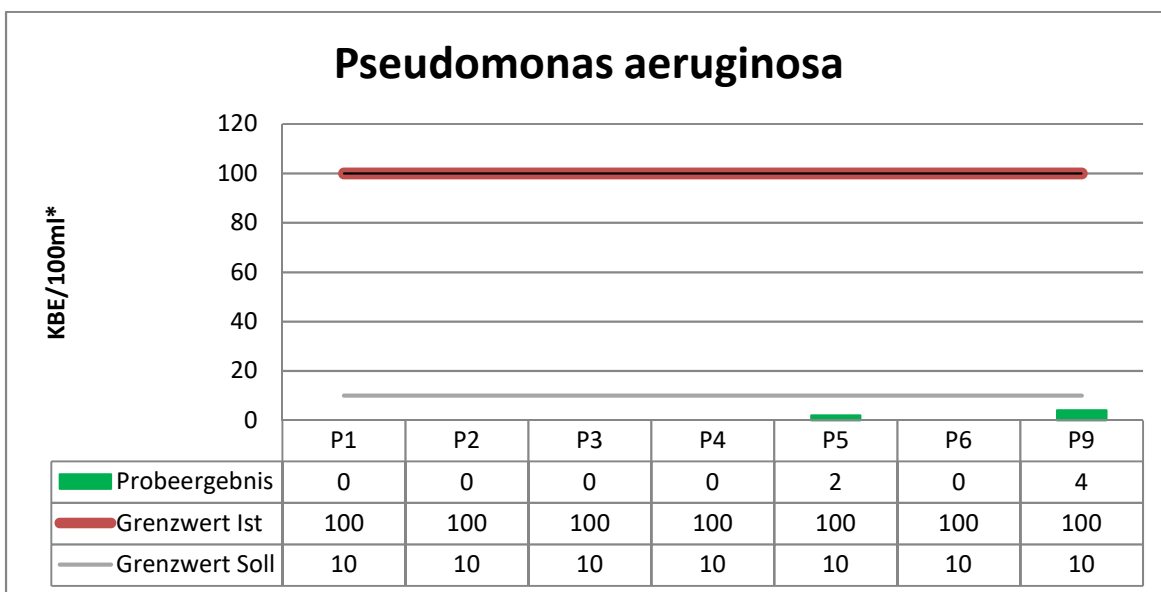 Pseudomonas aeruginosa
KBE/100ml*
120
100
80
60
40
20
0
P1 P2 P3 P4 P5 P6 P9
Probeergebnis 0 0 0 0 2 0 4
Grenzwert Ist 100 100 100 100 100 100 100
Grenzwert Soll 10 10 10 10 10 10 10